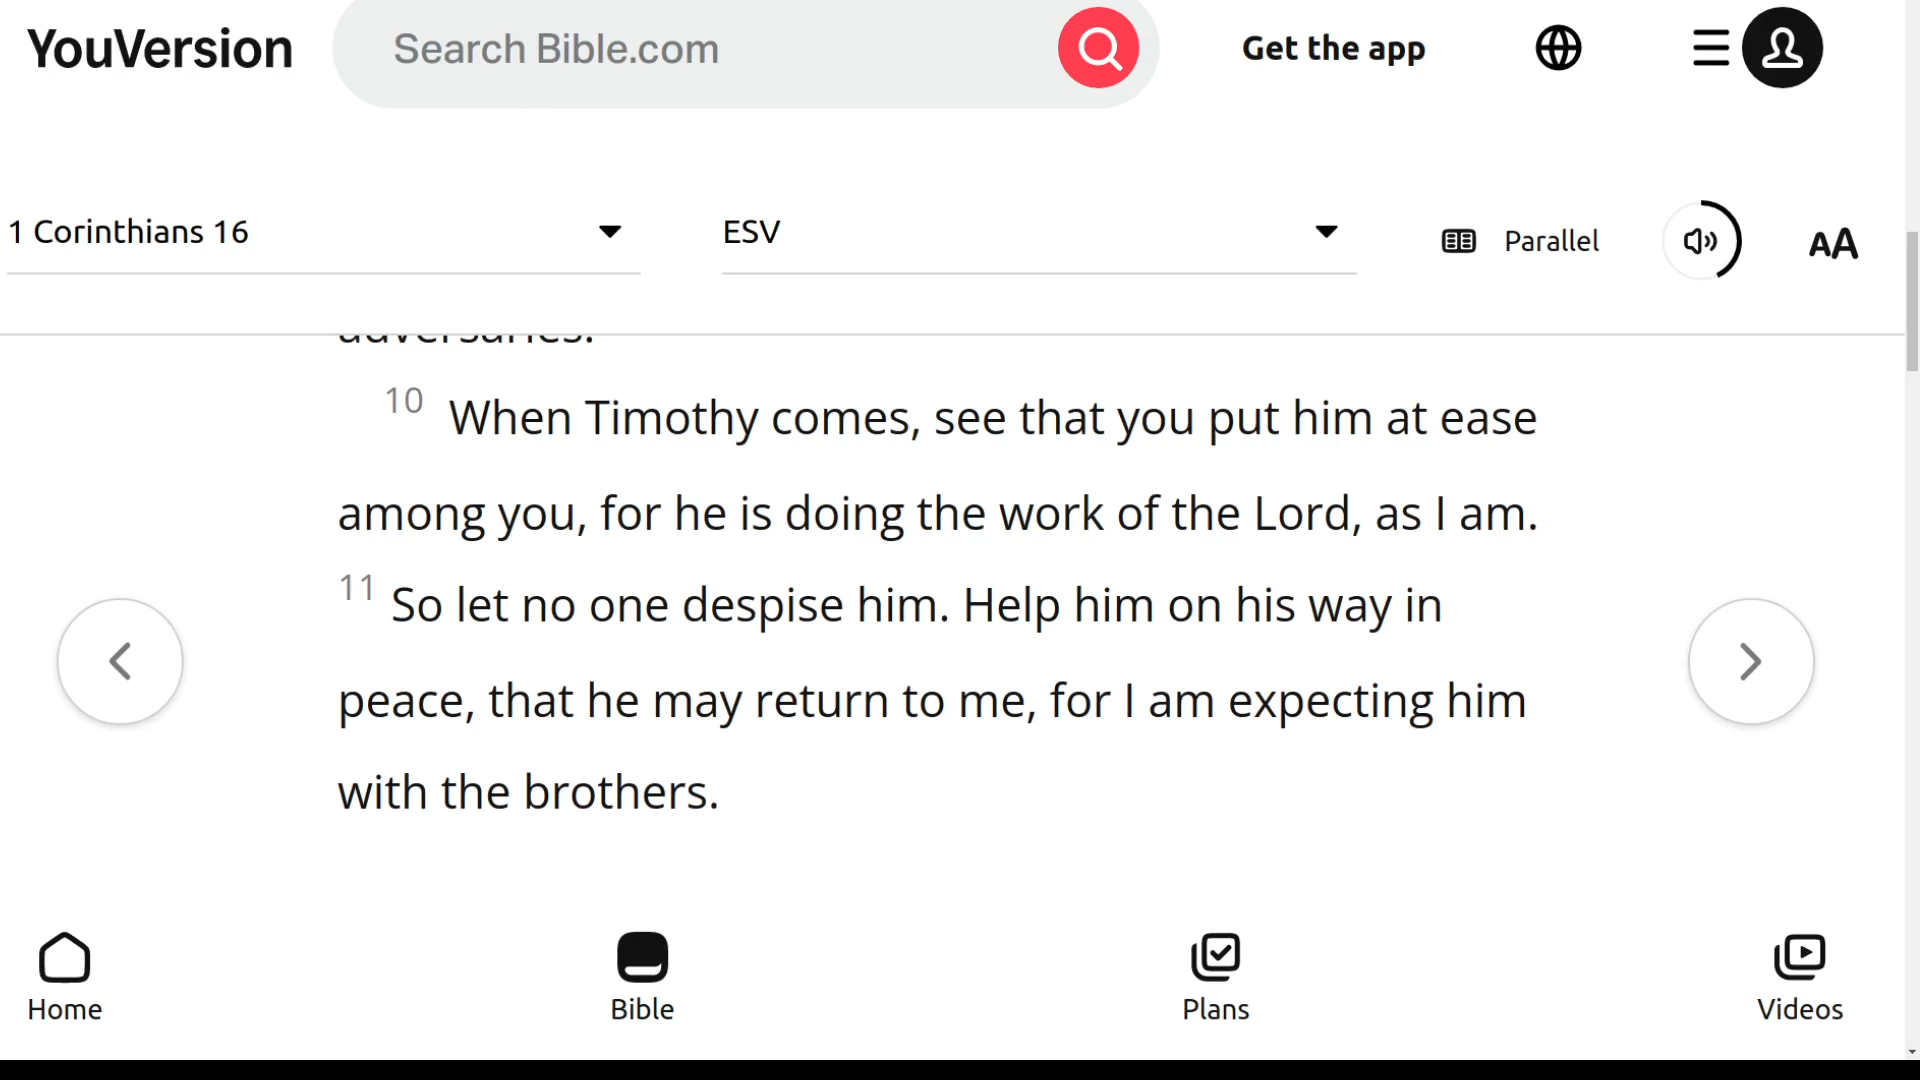 YouVersion
Search Bible.com
Get the app
1 Corinthians 16
ESV
Parallel
AA
adversaries.
10 When Timothy comes, see that you put him at ease
among you, for he is doing the work of the Lord, as I am.
11 So let no one despise him. Help him on his way in
peace, that he may return to me, for I am expecting him
with the brothers.
Home
Bible
Plans
Videos